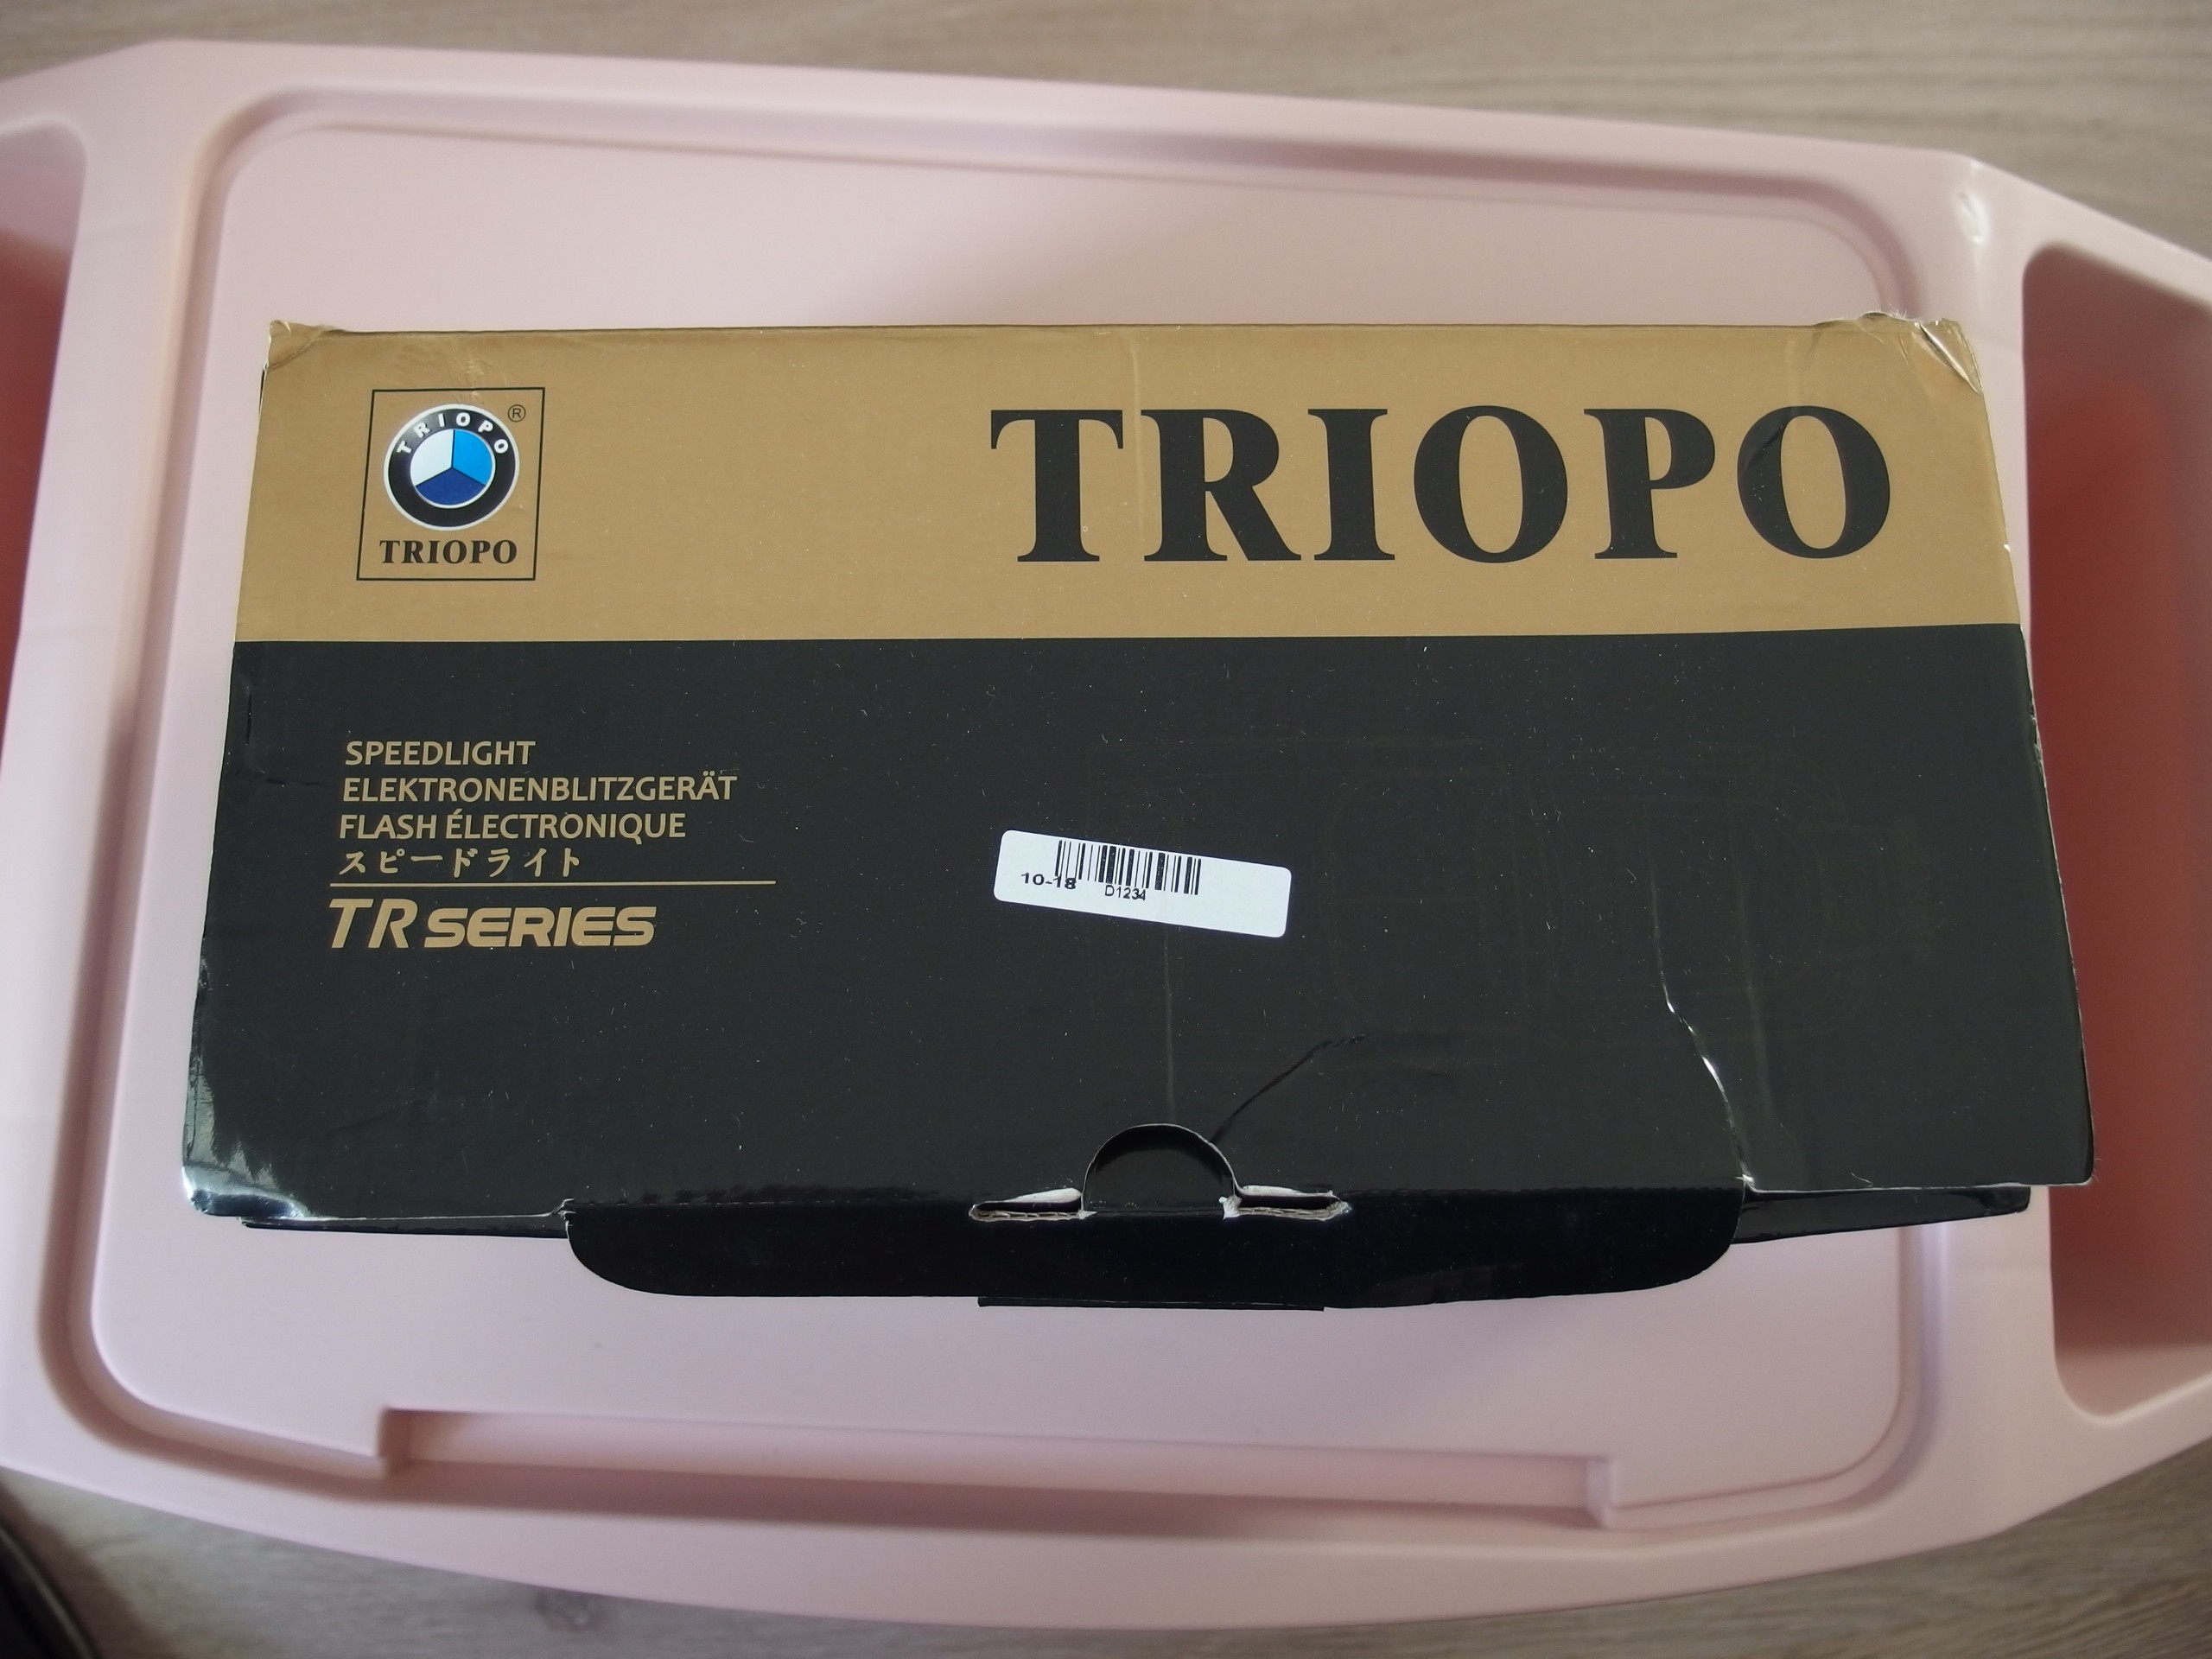 TRIOPO
®
TRIOPO
TRIOPO
SPEEDLIGHT
ELEKTRONENBLITZGERÄT
FLASH ÉLECTRONIQUE
スピードライト
TR SERIES
10-18
D1234